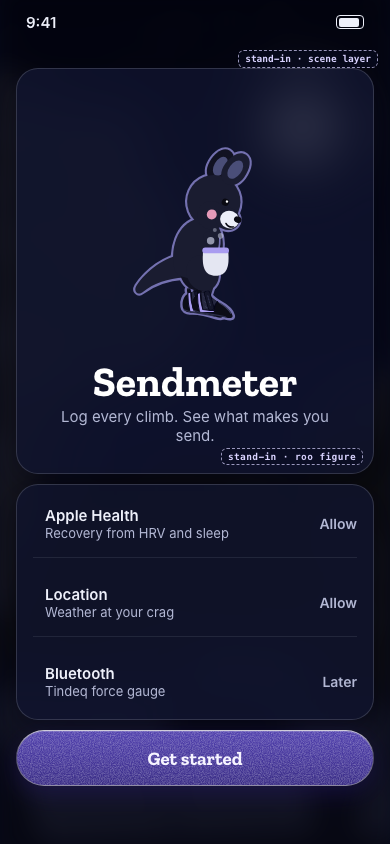 9:41
stand-in · scene layer
Sendmeter
Log every climb. See what makes you
send.
stand-in · roo figure
Apple Health
Recovery from HRV and sleep
Allow
Location
Weather at your crag
Allow
Bluetooth
Tindeq force gauge
Later
Get started